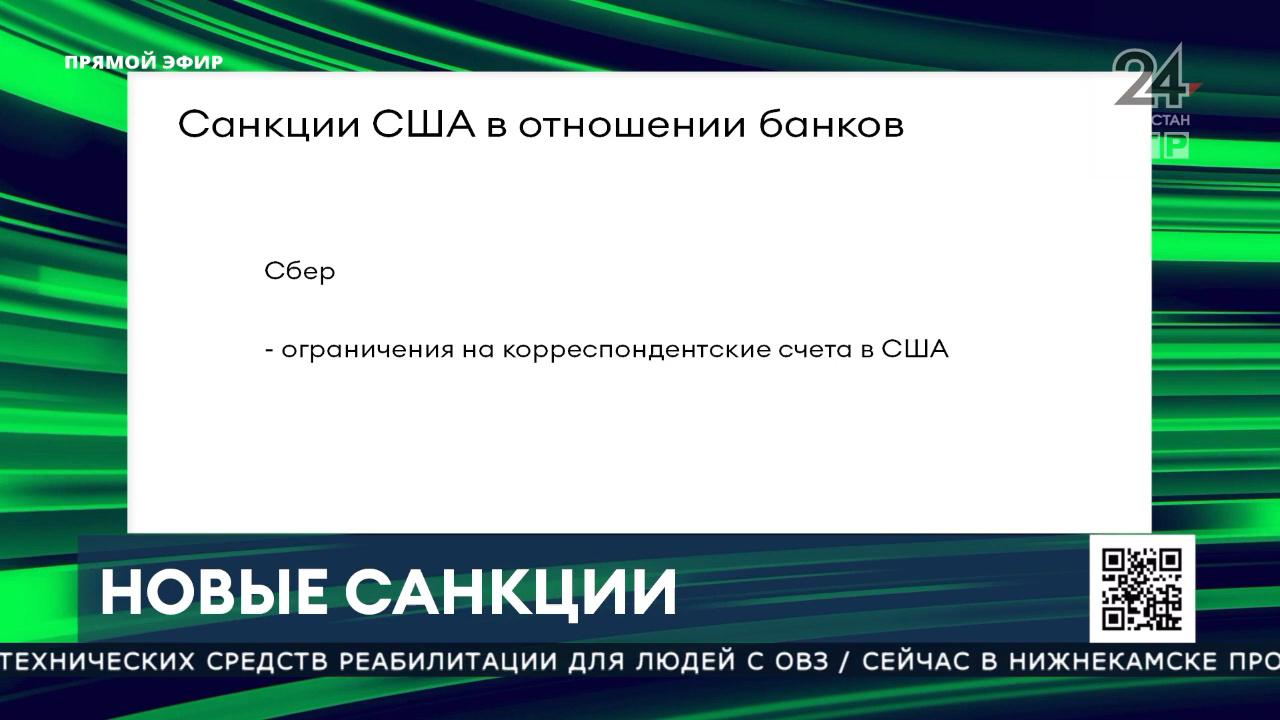 ПРЯМОЙ ЭФИР
24
СТАН
Санкции США в отношении банков
Сбер
- ограничения на корреспондентские счета в США
НОВЫЕ САНКЦИИ
ТЕХНИЧЕСКИХ СРЕДСТВ РЕАБИЛИТАЦИИ ДЛЯ ЛЮДЕЙ С ОВЗ / СЕЙЧАС В НИЖНЕКАМСКЕ ПРО